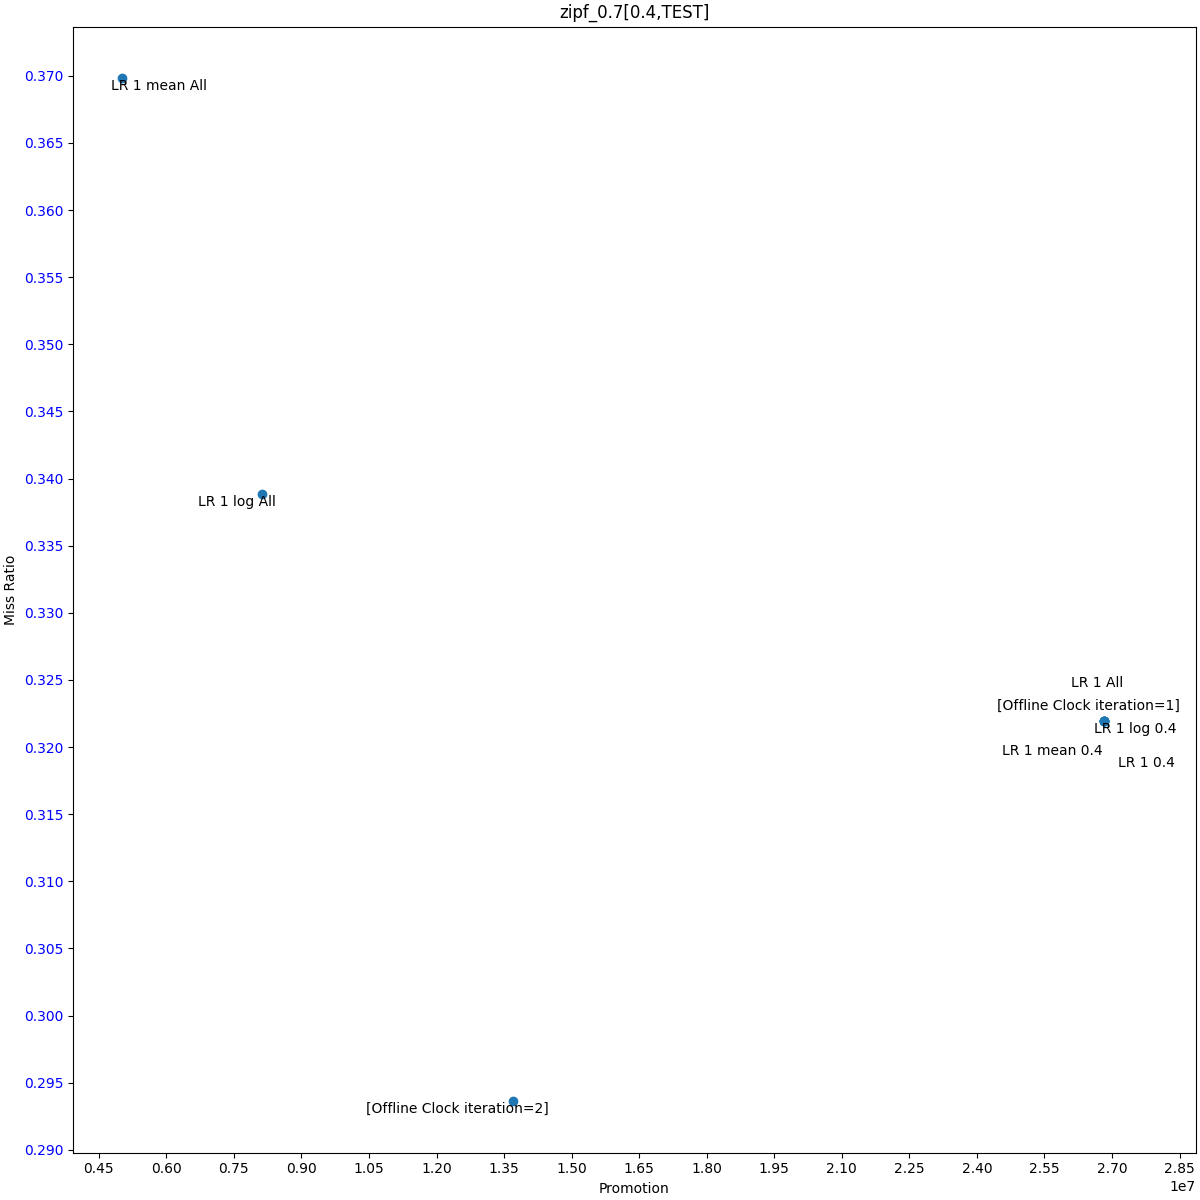 zipf_0.7[0.4,TEST]
0.370
LR 1 mean All
0.365
0.360
0.355
0.350
0.345
0.340
LR 1 log All
0.335
0.330
Miss Ratio
0.325
LR 1 All
[Offline Clock iteration=1]
LR 1 log 0.4
0.320
LR 1 mean 0.4
LR 1 0.4
0.315
0.310
0.305
0.300
0.295
[Offline Clock iteration=2]
0.290
0.45 0.60 0.75 0.90 1.05 1.20 1.35 1.50 1.65 1.80 1.95 2.10 2.25 2.40 2.55 2.70 2.85
1e7
Promotion